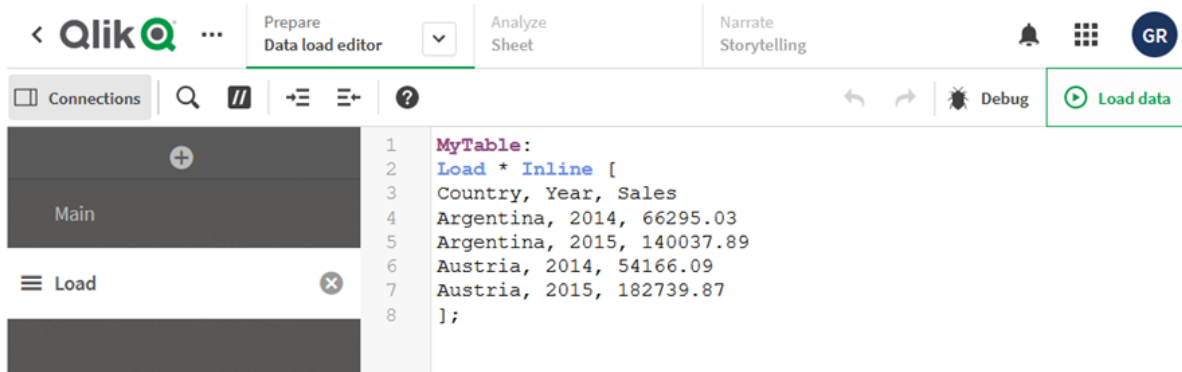 Qlik
Prepare
Data load editor
Analyze
Sheet
Narrate
Storytelling
GR
Connections
Debug
Load data
Main
Load
1 MyTable:
2 Load * Inline [
3 Country, Year, Sales
4 Argentina, 2014, 66295.03
5 Argentina, 2015, 140037.89
6 Austria, 2014, 54166.09
7 Austria, 2015, 182739.87
8 ];